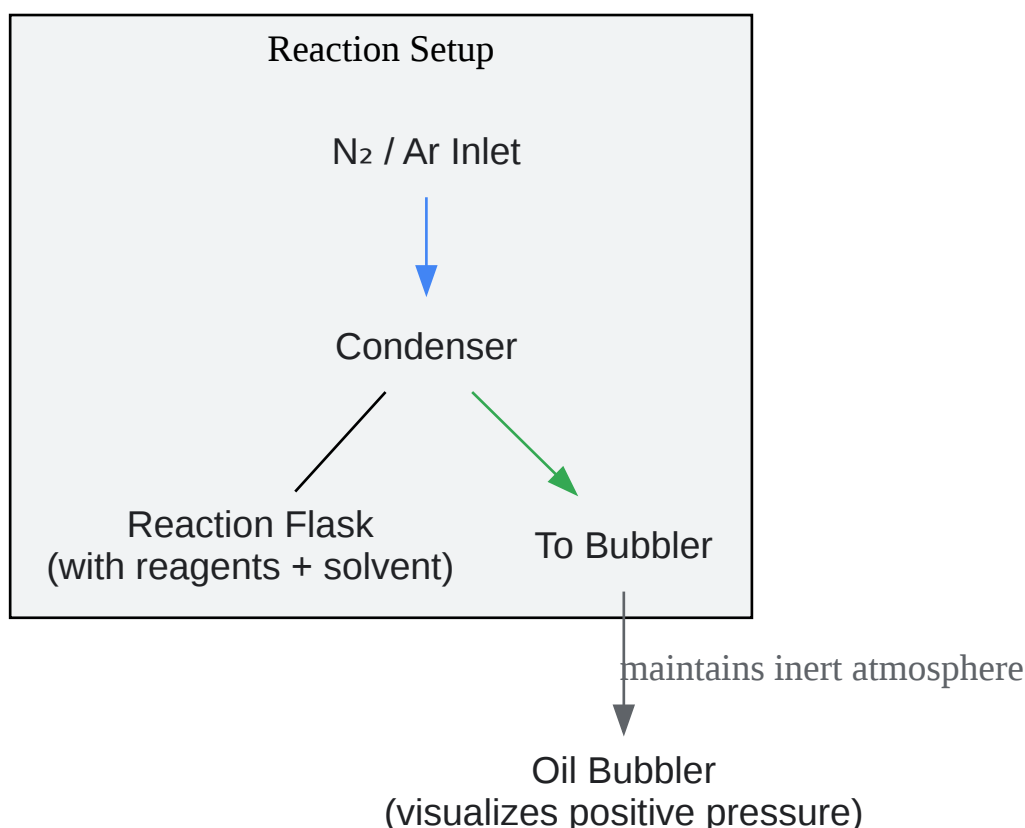 Reaction Setup
N₂ / Ar Inlet
Condenser
Reaction Flask
(with reagents + solvent)
To Bubbler
maintains inert atmosphere
Oil Bubbler
(visualizes positive pressure)